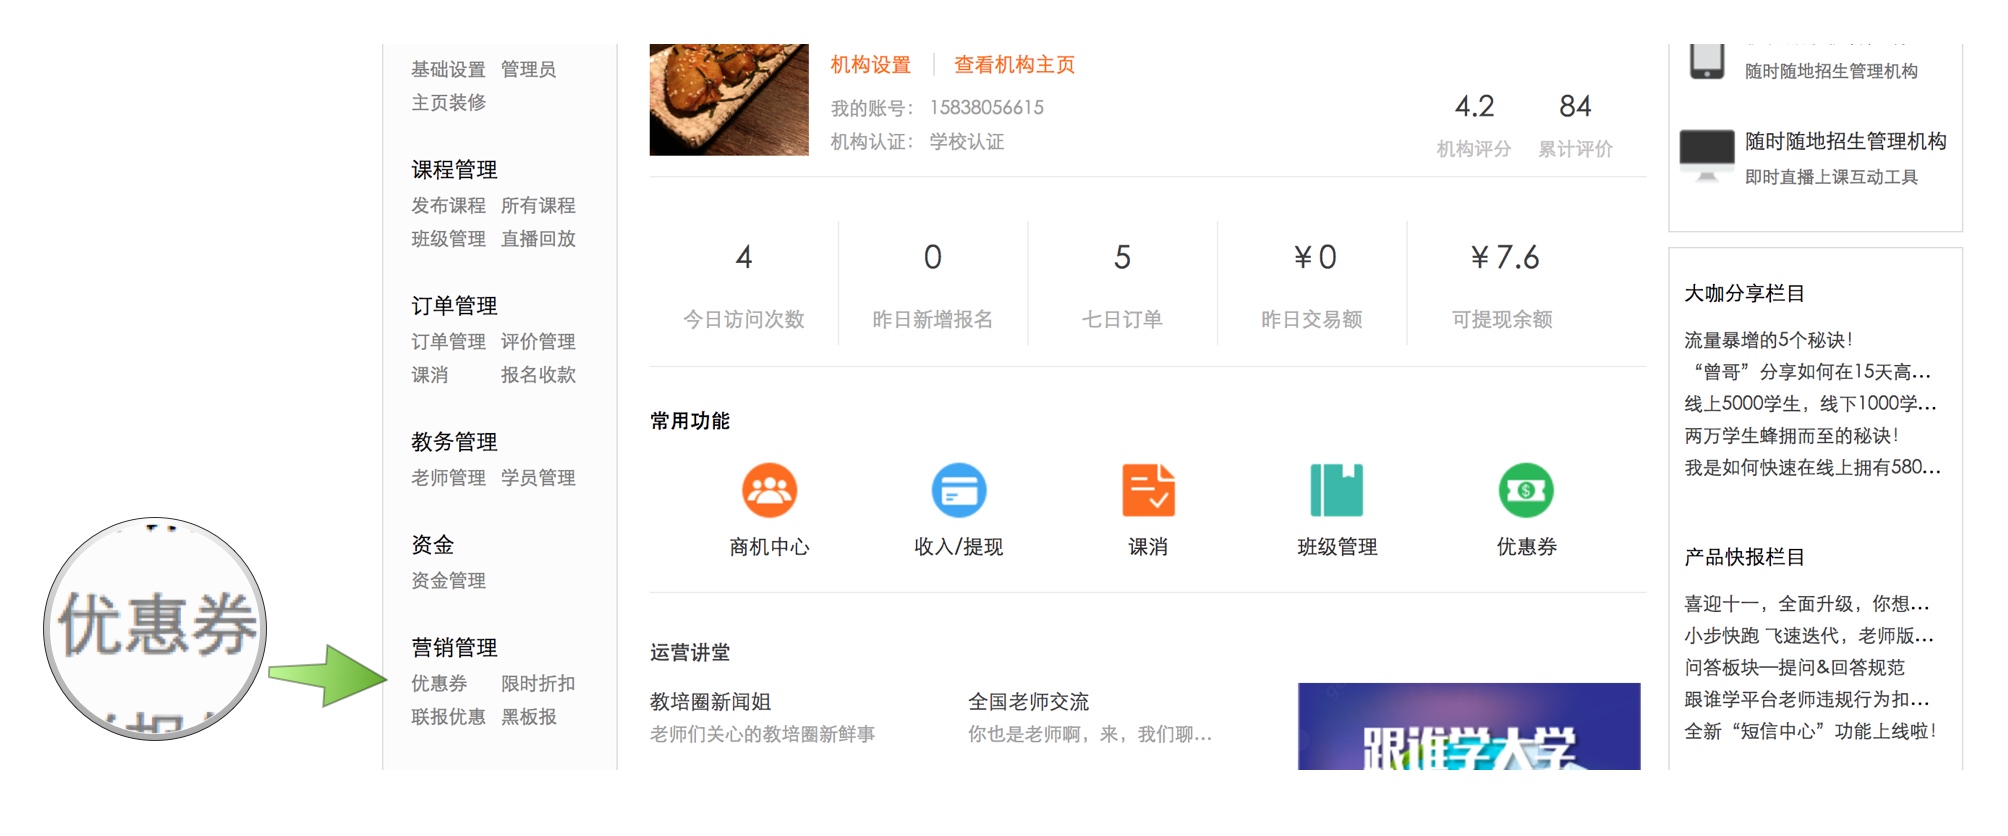 基础设置 管理员
主页装修
课程管理
发布课程 所有课程
班级管理 直播回放
订单管理
订单管理 评价管理
课消 报名收款
教务管理
老师管理 学员管理
资金
资金管理
营销管理
优惠券 限时折扣
联报优惠 黑板报
优惠券
机构设置 查看机构主页
我的账号： 15838056615
机构认证： 学校认证
4.2 84
机构评分 累计评价
4 0 5 ￥0 ￥7.6
今日访问次数 昨日新增报名 七日订单 昨日交易额 可提现余额
常用功能
商机中心 收入/提现 课消 班级管理 优惠券
运营讲堂
教培圈新闻姐 全国老师交流
老师们关心的教培圈新鲜事 你也是老师啊，来，我们聊...
跟谁学大学
随时随地招生管理机构
随时随地招生管理机构
即时直播上课互动工具
大咖分享栏目
流量暴增的5个秘诀！
“曾哥”分享如何在15天高...
线上5000学生，线下1000学...
两万学生蜂拥而至的秘诀！
我是如何快速在线上拥有580...
产品快报栏目
喜迎十一，全面升级，你想...
小步快跑 飞速迭代，老师版...
问答板块—提问&回答规范
跟谁学平台老师违规行为扣...
全新“短信中心”功能上线啦！